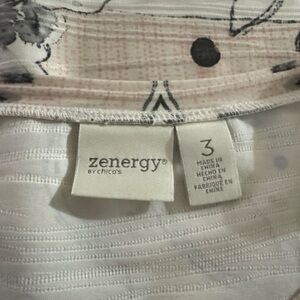 zenergy®
BY CHICO'S
3
MADE IN
CHINA
HECHO EN
CHINA
FABRIQUÉ EN
CHINE